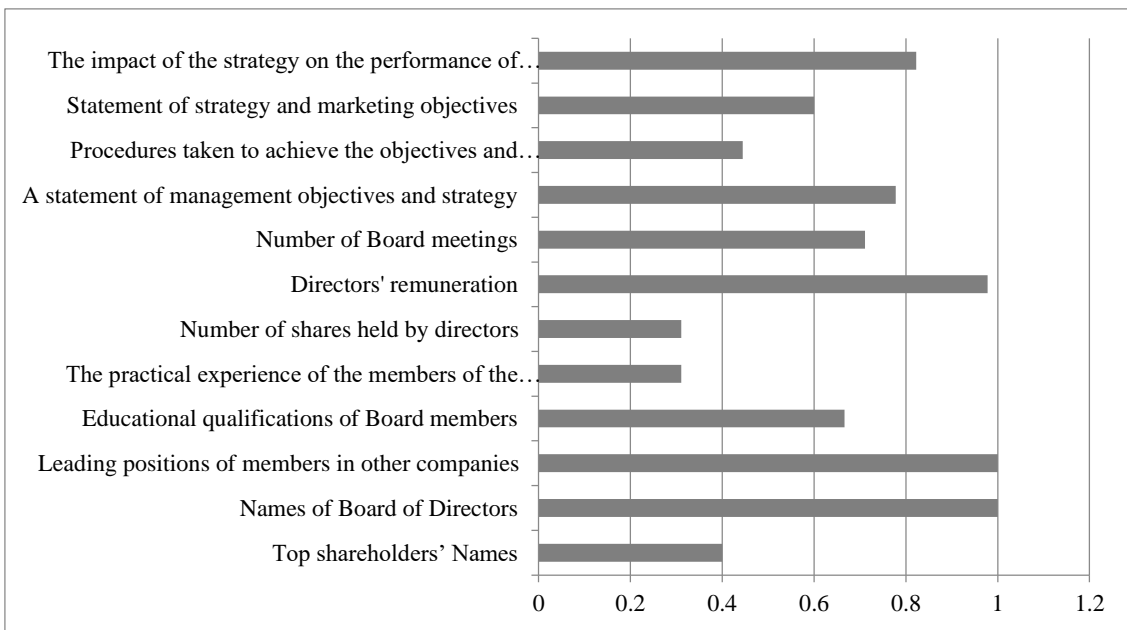 The impact of the strategy on the performance of…
Statement of strategy and marketing objectives
Procedures taken to achieve the objectives and…
A statement of management objectives and strategy
Number of Board meetings
Directors' remuneration
Number of shares held by directors
The practical experience of the members of the…
Educational qualifications of Board members
Leading positions of members in other companies
Names of Board of Directors
Top shareholders’ Names
0 0.2 0.4 0.6 0.8 1 1.2